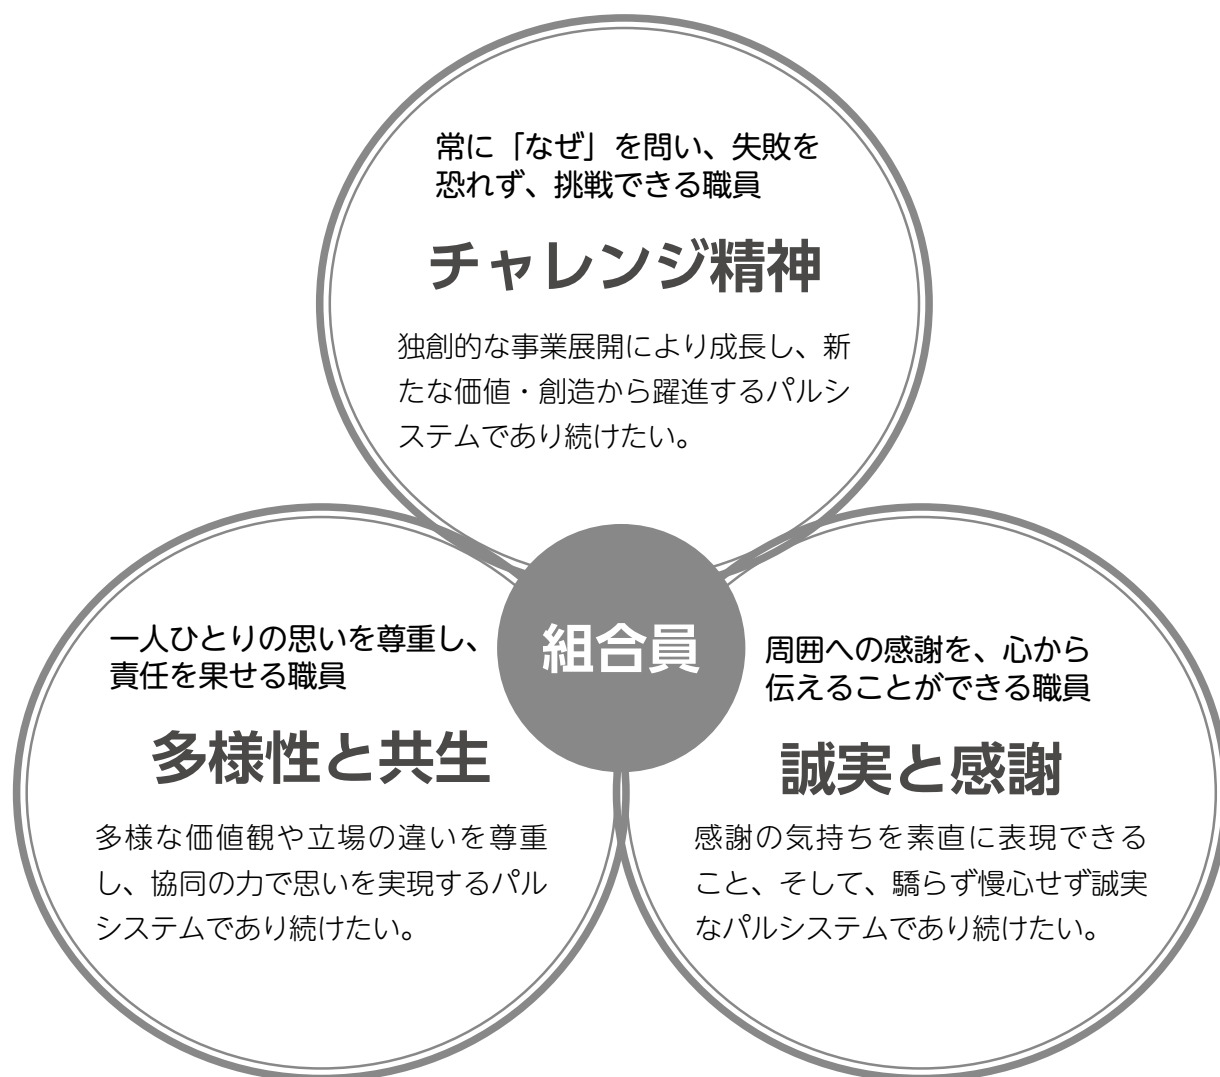 常に「なぜ」を問い、失敗を
恐れず、挑戦できる職員
チャレンジ精神
独創的な事業展開により成長し、新
たな価値・創造から躍進するパルシ
ステムであり続けたい。
組合員
一人ひとりの思いを尊重し、
責任を果せる職員
多様性と共生
多様な価値観や立場の違いを尊重
し、協同の力で思いを実現するパル
システムであり続けたい。
周囲への感謝を、心から
伝えることができる職員
誠実と感謝
感謝の気持ちを素直に表現できる
こと、そして、驕らず慢心せず誠実
なパルシステムであり続けたい。